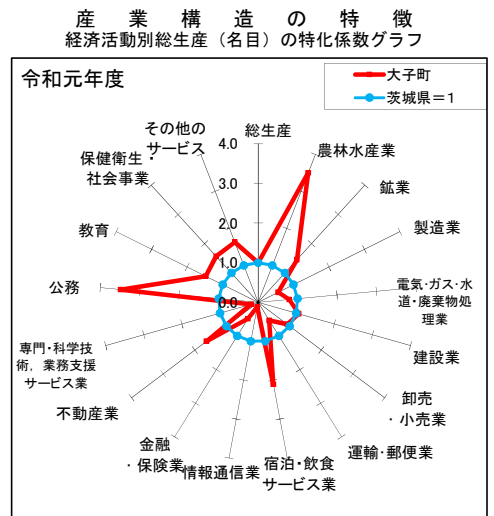 産業構造の特徴
経済活動別総生産（名目）の特化係数グラフ
令和元年度
大子町
茨城県＝1
総生産
農林水産業
鉱業
製造業
電気･ガス･水
道･廃棄物処
理業
建設業
卸売
・小売業
運輸･郵便業
宿泊・飲食
サービス業
情報通信業
金融
・保険業
不動産業
専門・科学技
術，業務支援
サービス業
公務
教育
保健衛生・
社会事業
その他の
サービス
4.0
3.0
2.0
1.0
0.0